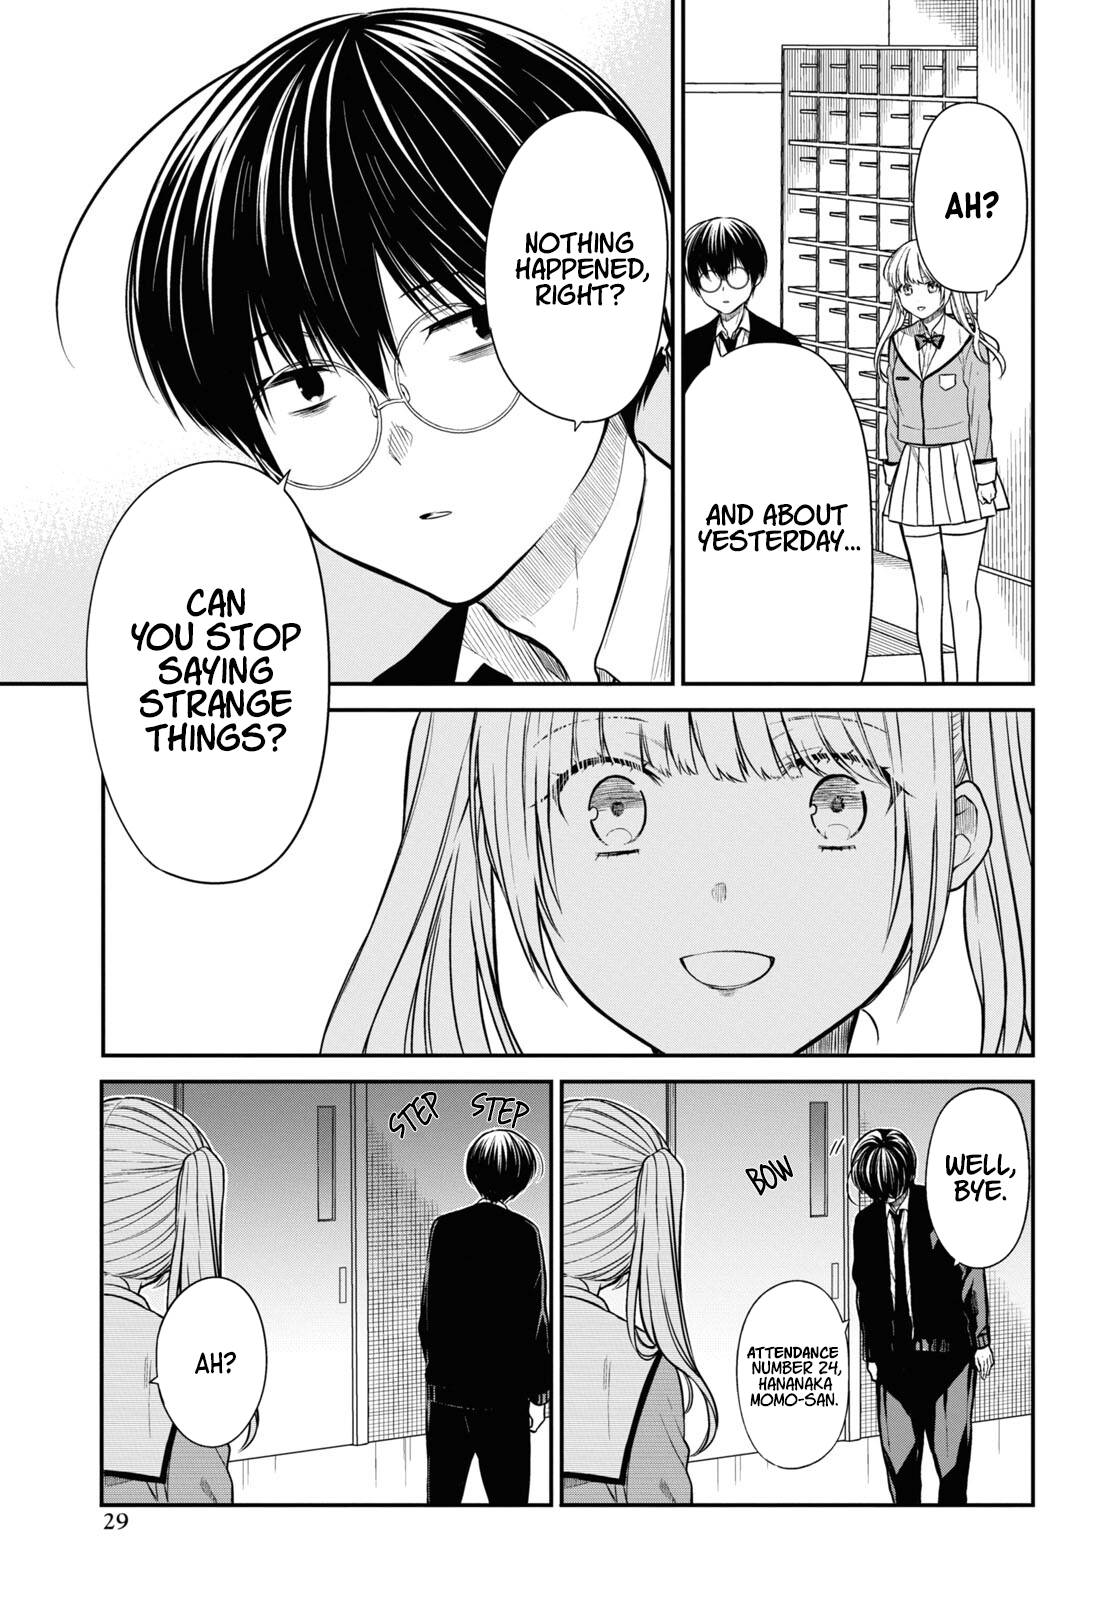 AH?
AND ABOUT
YESTERDAY...
NOTHING
HAPPENED,
RIGHT?
CAN
YOU STOP
SAYING
STRANGE
THINGS?
WELL,
BYE.
BOW
ATTENDANCE
NUMBER 24,
HANANAKA
MOMO-SAN.
STEP
STEP
AH?
29